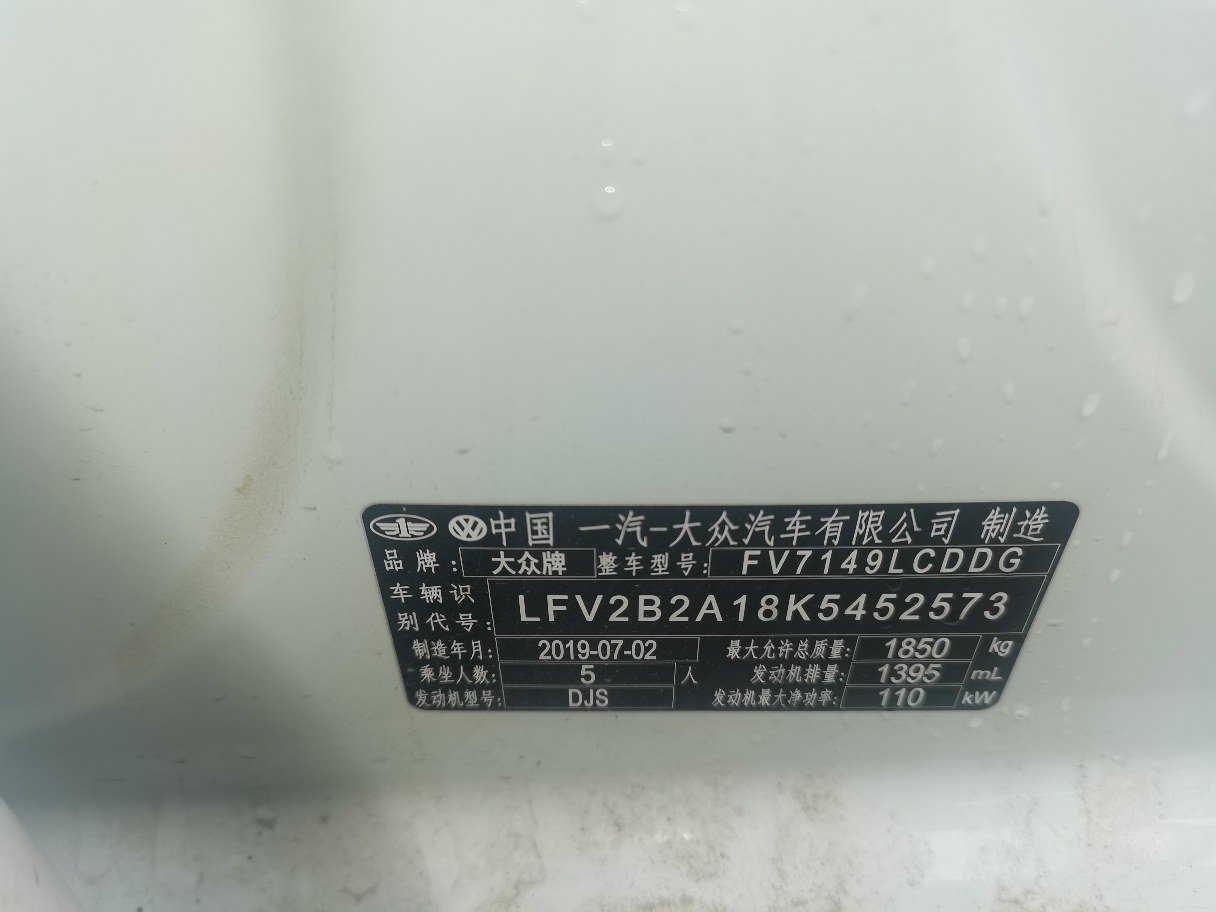 中国 一汽-大众汽车有限公司 制造
品牌: 大众牌 整车型号: FV7149LCDDG
车辆识别代号: LFV2B2A18K5452573
制造年月: 2019-07-02 最大允许总质量: 1850 kg
乘坐人数: 5 人 发动机排量: 1395 mL
发动机型号: DJS 发动机最大净功率: 110 kW